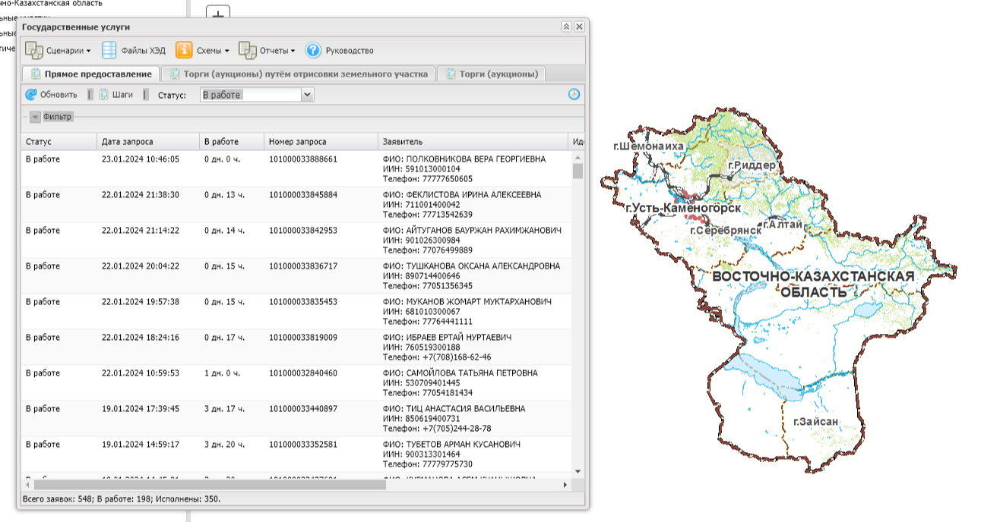 но-Казахстанская область
Государственные услуги
Сценарии
Файлы ХЭД
Схемы
Отчеты
Руководство
Прямое предоставление
Торги (аукционы) путём отрисовки земельного участка
Торги (аукционы)
Обновить
Шаги
Статус:
В работе
Фильтр
Статус Дата запроса В работе Номер запроса Заявитель Ид
В работе 23.01.2024 10:46:05 0 дн. 0 ч. 101000033888661 ФИО: ПОЛКОВНИКОВА ВЕРА ГЕОРГИЕВНА
ИИН: 591013000104
Телефон: 77777650605
В работе 22.01.2024 21:38:30 0 дн. 13 ч. 101000033845884 ФИО: ФЕКЛИСТОВА ИРИНА АЛЕКСЕЕВНА
ИИН: 711001400042
Телефон: 77713542639
В работе 22.01.2024 21:14:22 0 дн. 14 ч. 101000033842953 ФИО: АЙТУГАНОВ БАУРЖАН РАХИМЖАНОВИЧ
ИИН: 901026300984
Телефон: 77076499889
В работе 22.01.2024 20:04:22 0 дн. 15 ч. 101000033836717 ФИО: ТУШКАНОВА ОКСАНА АЛЕКСАНДРОВНА
ИИН: 890714400646
Телефон: 77051356345
В работе 22.01.2024 19:57:38 0 дн. 15 ч. 101000033835453 ФИО: МУКАНОВ ЖОМАРТ МУКТАРХАНОВИЧ
ИИН: 681010300067
Телефон: 77764441111
В работе 22.01.2024 18:24:16 0 дн. 17 ч. 101000033819009 ФИО: ИБРАЕВ ЕРТАЙ НУРТАЕВИЧ
ИИН: 760519300188
Телефон: +7(708)168-62-46
В работе 22.01.2024 10:59:53 1 дн. 0 ч. 101000032840460 ФИО: САМОЙЛОВА ТАТЬЯНА ПЕТРОВНА
ИИН: 530709401445
Телефон: 77054181434
В работе 19.01.2024 17:39:45 3 дн. 17 ч. 101000033440897 ФИО: ТИЦ АНАСТАСИЯ ВАСИЛЬЕВНА
ИИН: 850619400731
Телефон: +7(705)244-28-78
В работе 19.01.2024 14:59:17 3 дн. 20 ч. 101000033352581 ФИО: ТУБЕТОВ АРМАН КУСАНОВИЧ
ИИН: 900313301464
Телефон: 77779775730
Всего заявок: 548; В работе: 198; Исполнены: 350.
г.Шемонаиха
г.Риддер
г.Усть-Каменогорск
г.Серебрянск
г.Алтай
ВОСТОЧНО-КАЗАХСТАНСКАЯ
ОБЛАСТЬ
г.Зайсан